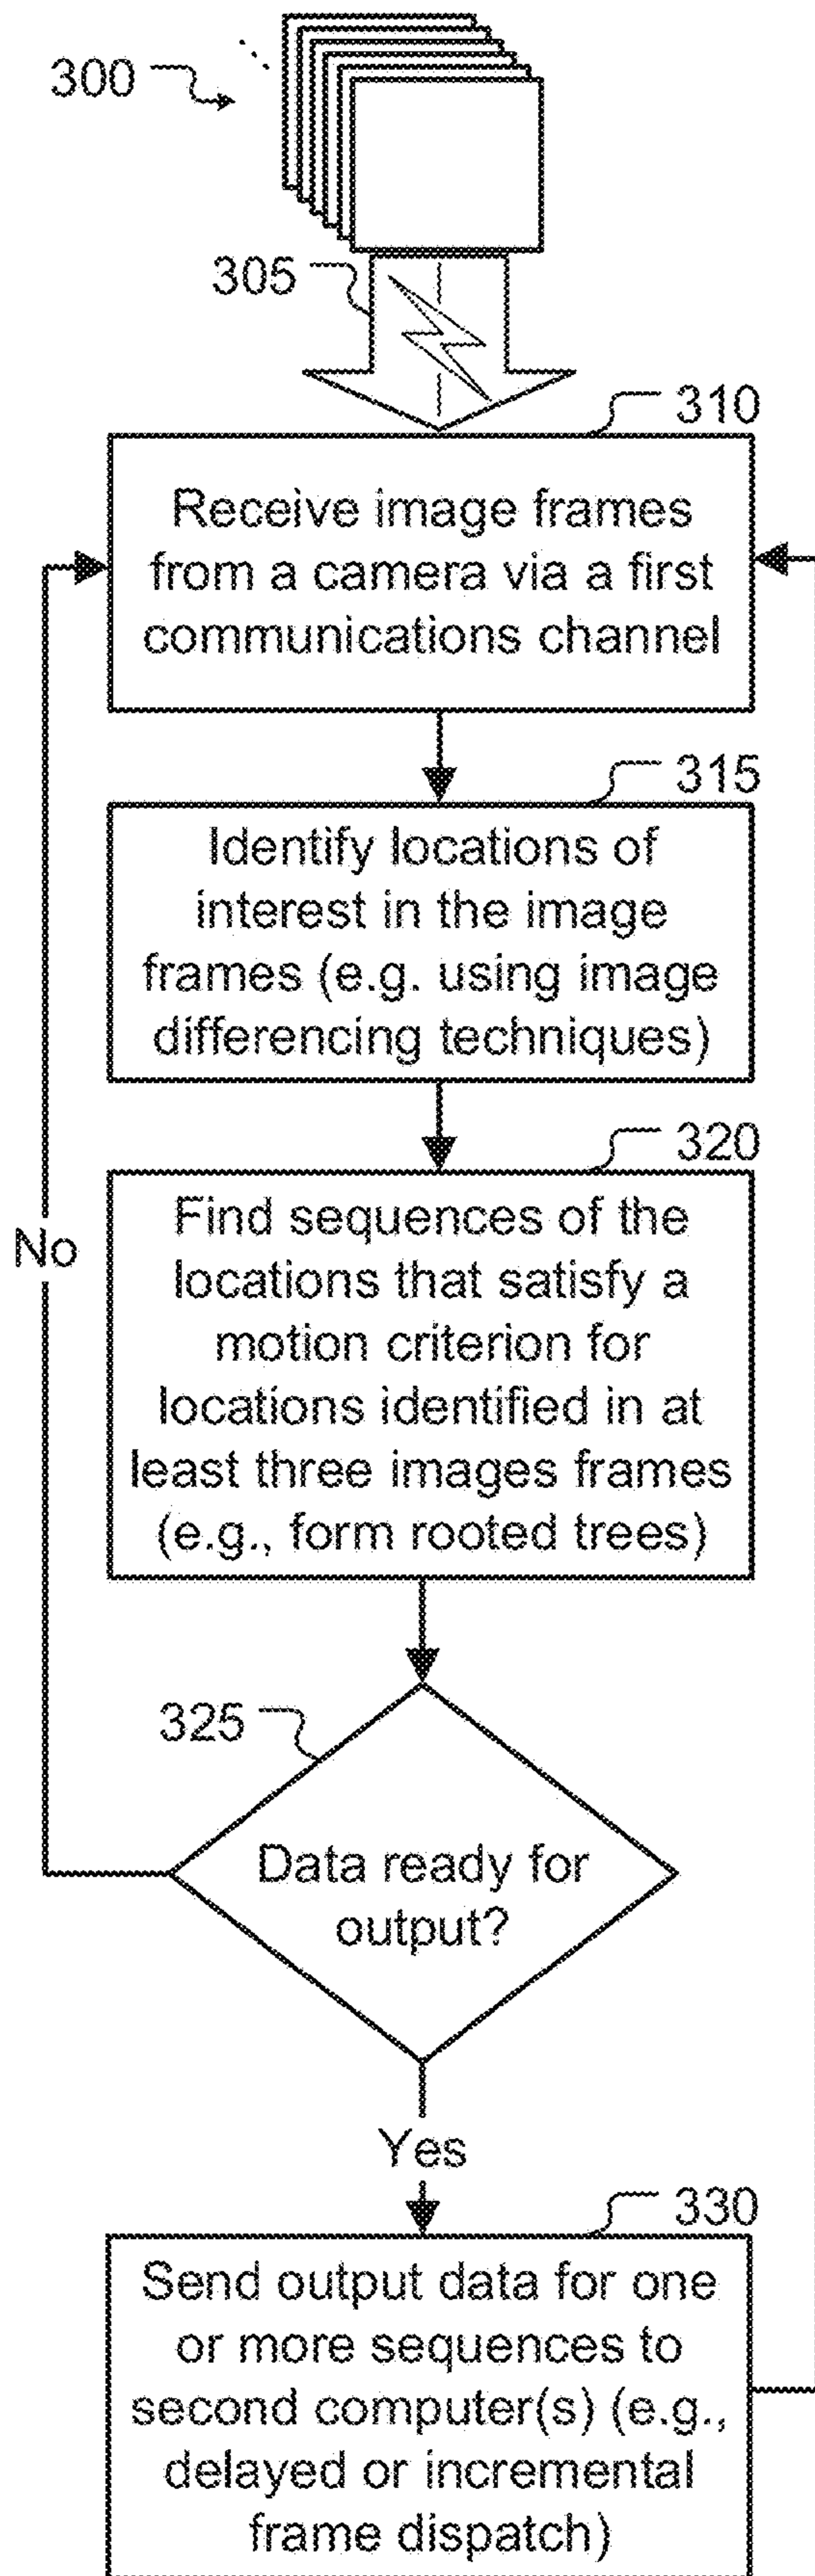 300
305
310
Receive image frames
from a camera via a first
communications channel
315
Identify locations of
interest in the image
frames (e.g. using image
differencing techniques)
320
Find sequences of the
locations that satisfy a
motion criterion for
locations identified in at
least three images frames
(e.g., form rooted trees)
No
325
Data ready for
output?
Yes
330
Send output data for one
or more sequences to
second computer(s) (e.g.,
delayed or incremental
frame dispatch)